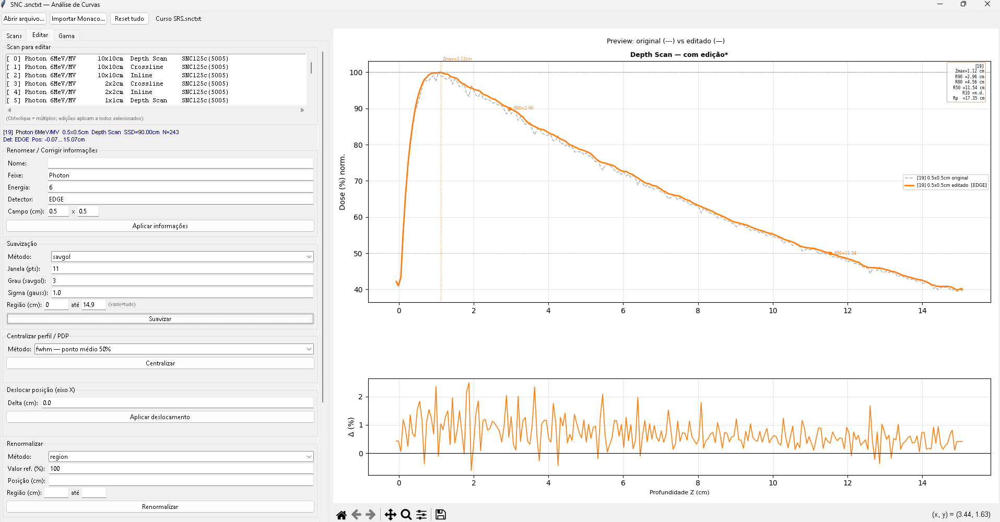 SNC .snctxt — Análise de Curvas
Abrir arquivo... Importar Monaco... Reset tudo Curso SRS.snctxt
Scans Editar Gama
Scan para editar
[ 0] Photon 6MeV/MV 10x10cm Depth Scan SNC125c(5005)
[ 1] Photon 6MeV/MV 10x10cm Crossline SNC125c(5005)
[ 2] Photon 6MeV/MV 10x10cm Inline SNC125c(5005)
[ 3] Photon 6MeV/MV 2x2cm Crossline SNC125c(5005)
[ 4] Photon 6MeV/MV 2x2cm Inline SNC125c(5005)
[ 5] Photon 6MeV/MV 1x1cm Depth Scan SNC125c(5005)
(Ctrl+clique = múltiplos; edições aplicam a todos selecionados)
[19] Photon 6MeV/MV 0.5x0.5cm Depth Scan SSD=90.00cm N=243
Det: EDGE Pos: -0.07...15.07cm
Renomear / Corrigir informações
Nome:
Feixe: Photon
Energia: 6
Detector: EDGE
Campo (cm): 0.5 x 0.5
Aplicar informações
Suavização
Método: savgol
Janela (pts): 11
Grau (savgol): 3
Sigma (gauss): 1.0
Região (cm): 0 até 14.9 (vazio=tudo)
Suavizar
Centralizar perfil / PDP
Método: fwhm — ponto médio 50%
Centralizar
Deslocar posição (eixo X)
Delta (cm): 0.0
Aplicar deslocamento
Renormalizar
Método: region
Valor ref. (%): 100
Posição (cm):
Região (cm): até
Renormalizar
Preview: original (---) vs editado (—)
Depth Scan — com edição*
Zmax=1.12cm
[19]
Zmax=1.12 cm
R90 =2.96 cm
R80 =4.56 cm
R50 =11.54 cm
R10 =n.d.
Rp =17.35 cm
R90=2.96
R50=11.54
[19] 0.5x0.5cm original
[19] 0.5x0.5cm editado [EDGE]
Dose (%) norm.
100
90
80
70
60
50
40
0 2 4 6 8 10 12 14
Δ (%)
2
1
0
0 2 4 6 8 10 12 14
Profundidade Z (cm)
(x, y) = (3.44, 1.63)